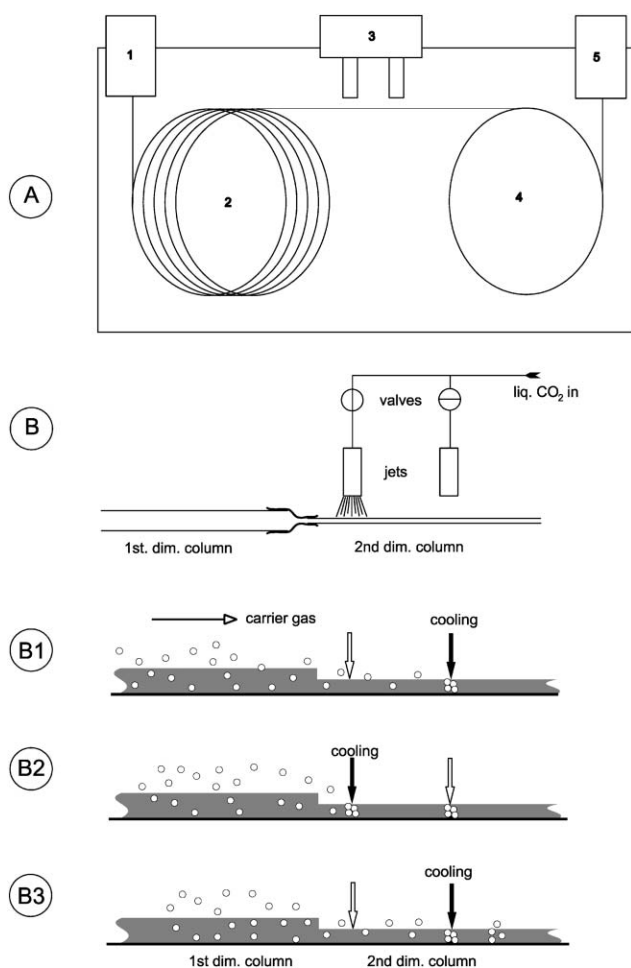 1
3
5
A
2
4
B
valves
liq. CO2 in
jets
1st. dim. column
2nd dim. column
B1
carrier gas
cooling
B2
cooling
B3
cooling
1st dim. column
2nd dim. column